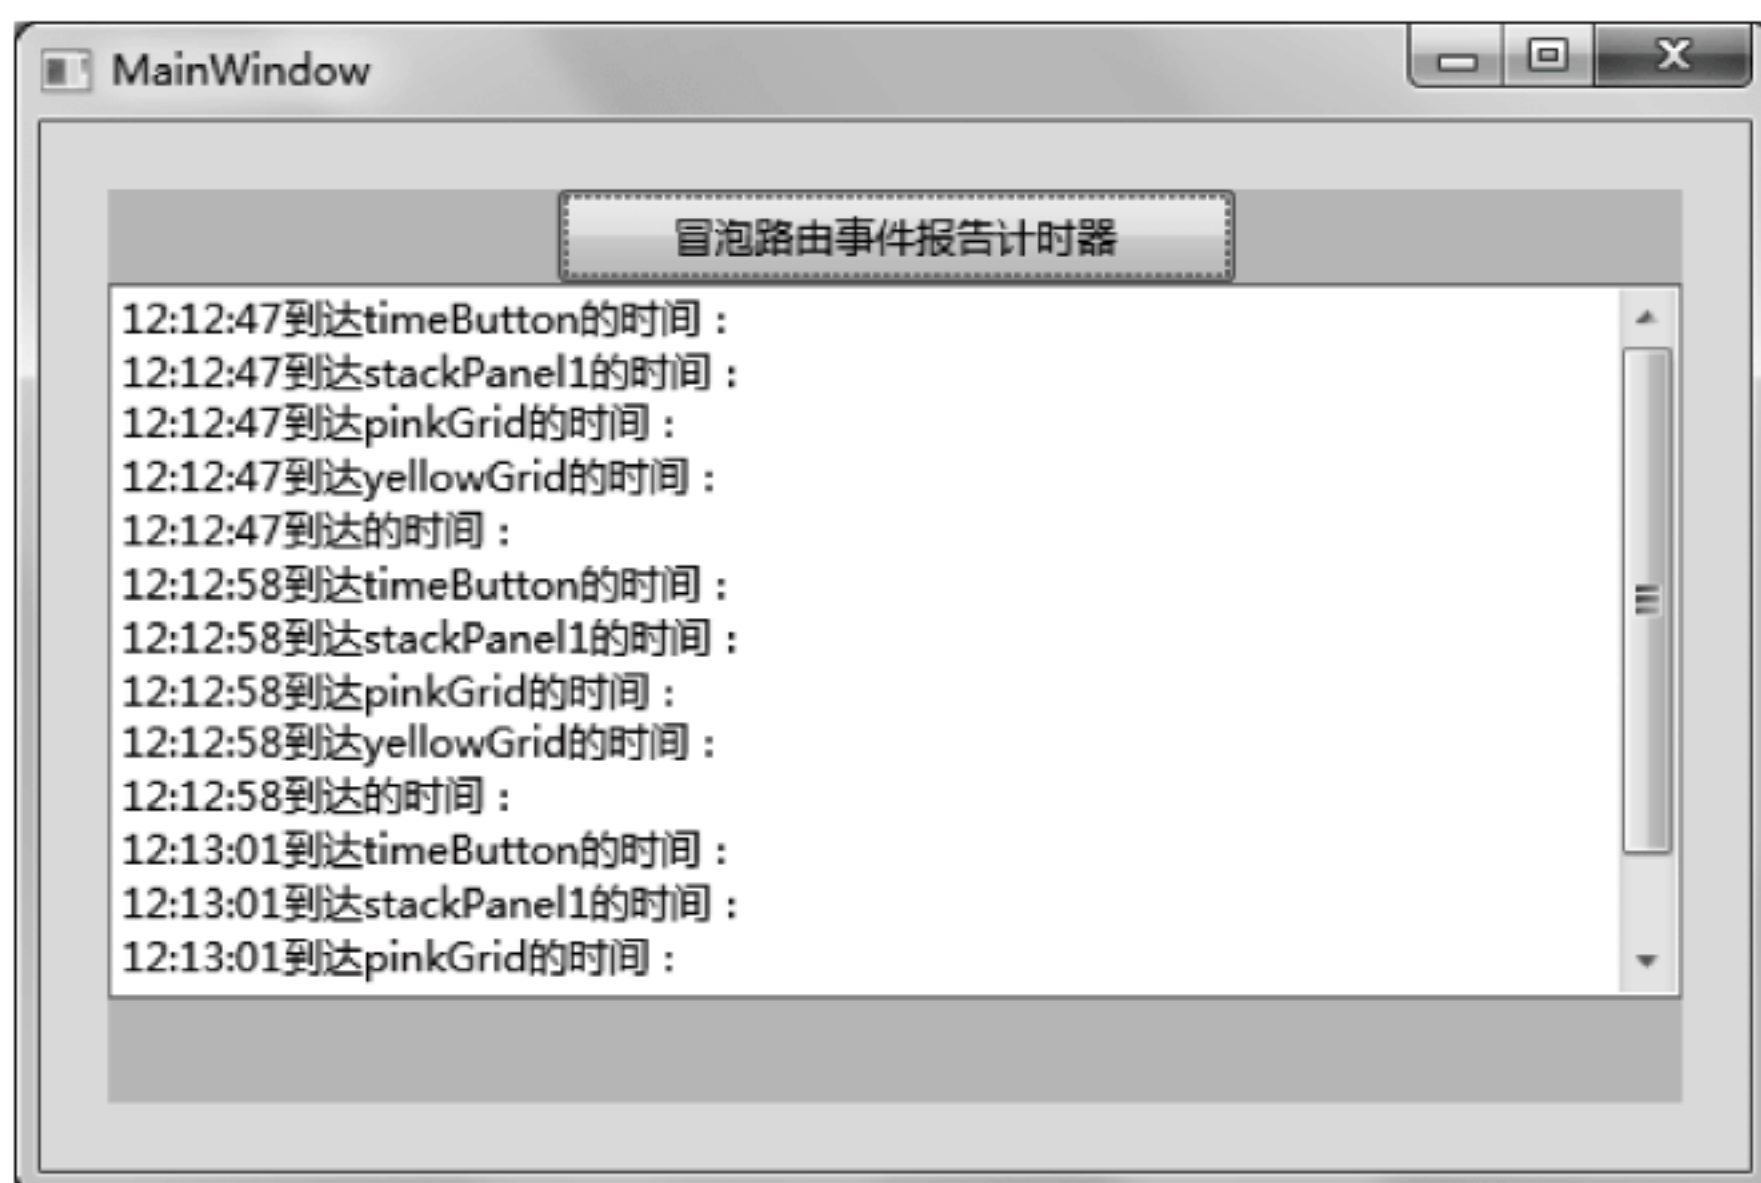 MainWindow
冒泡路由事件报告计时器
12:12:47到达timeButton的时间：
12:12:47到达stackPanel1的时间：
12:12:47到达pinkGrid的时间：
12:12:47到达yellowGrid的时间：
12:12:47到达的时间：
12:12:58到达timeButton的时间：
12:12:58到达stackPanel1的时间：
12:12:58到达pinkGrid的时间：
12:12:58到达yellowGrid的时间：
12:12:58到达的时间：
12:13:01到达timeButton的时间：
12:13:01到达stackPanel1的时间：
12:13:01到达pinkGrid的时间：